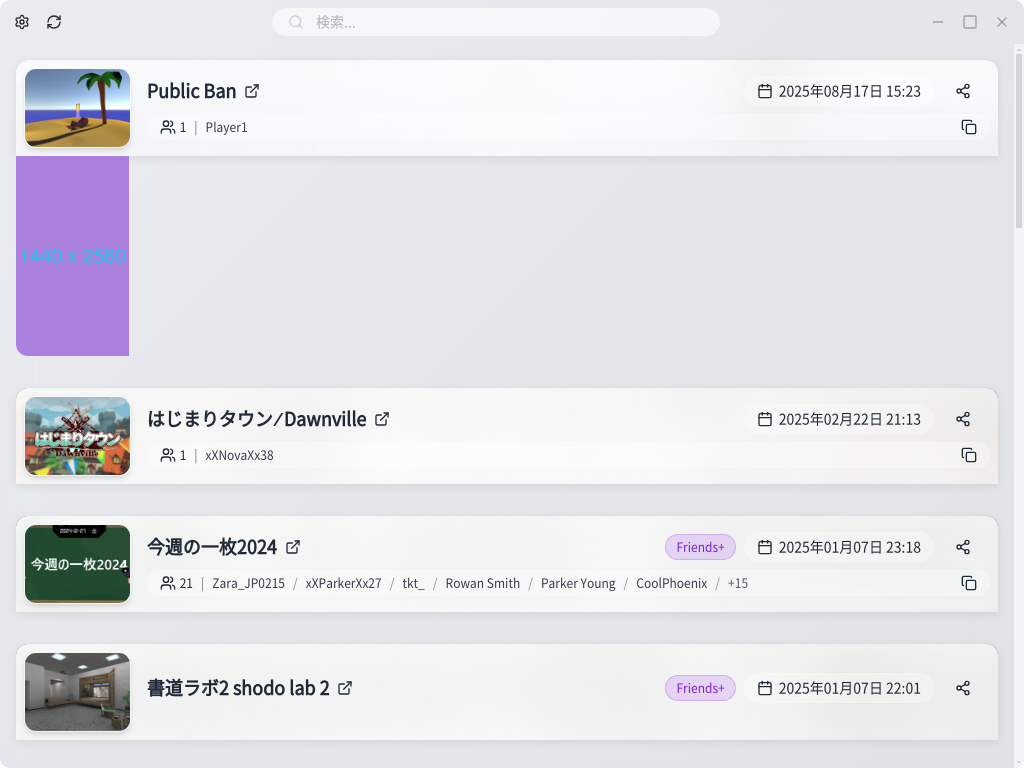 検索...
Public Ban
2025年08月17日 15:23
1 | Player1
1440 x 2560
はじまりタウン
Dawnville
はじまりタウン⁄Dawnville
2025年02月22日 21:13
1 | xXNovaXx38
今週の一枚2024
今週の一枚2024
Friends+
2025年01月07日 23:18
21 | Zara_JP0215 / xXParkerXx27 / tkt_ / Rowan Smith / Parker Young / CoolPhoenix / +15
書道ラボ2 shodo lab 2
Friends+
2025年01月07日 22:01